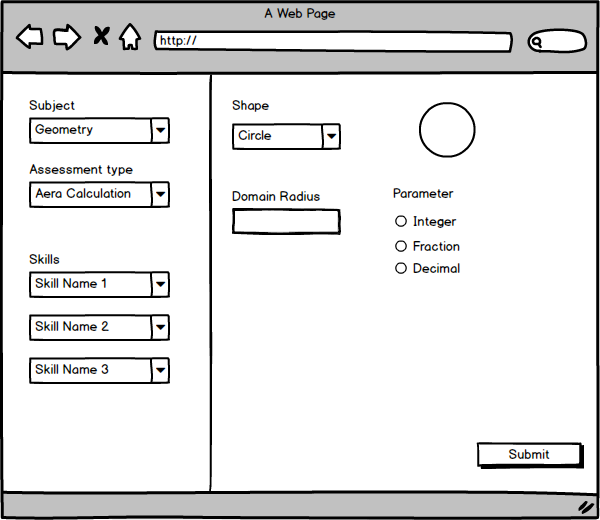 A Web Page
http://
Subject
Geometry
Assessment type
Aera Calculation
Skills
Skill Name 1
Skill Name 2
Skill Name 3
Shape
Circle
Domain Radius
Parameter
Integer
Fraction
Decimal
Submit